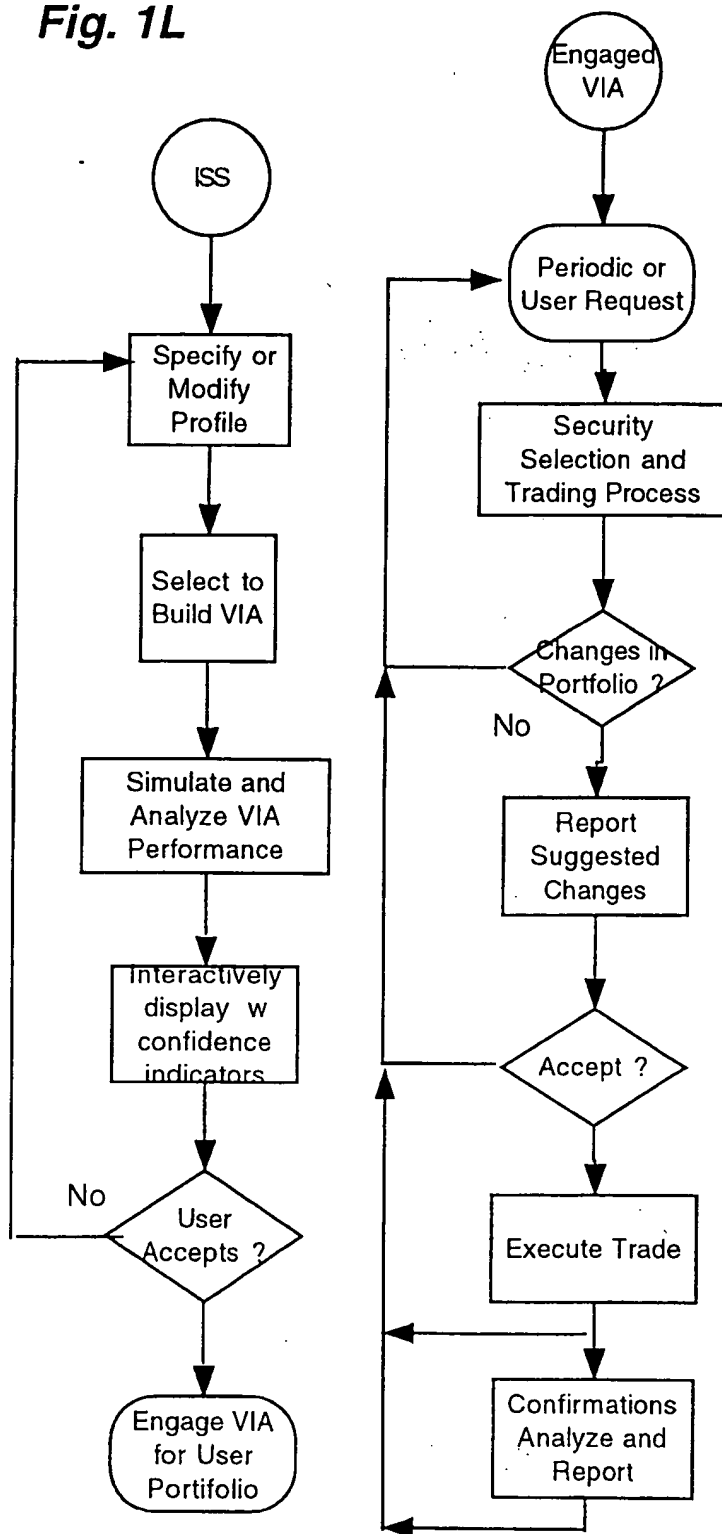 Fig. 1L
ISS
Specify or
Modify
Profile
Select to
Build VIA
Simulate and
Analyze VIA
Performance
Interactively
display w
confidence
indicators
No
User
Accepts ?
Engage VIA
for User
Portifolio
Engaged
VIA
Periodic or
User Request
Security
Selection and
Trading Process
Changes in
Portfolio ?
No
Report
Suggested
Changes
Accept ?
Execute Trade
Confirmations
Analyze and
Report